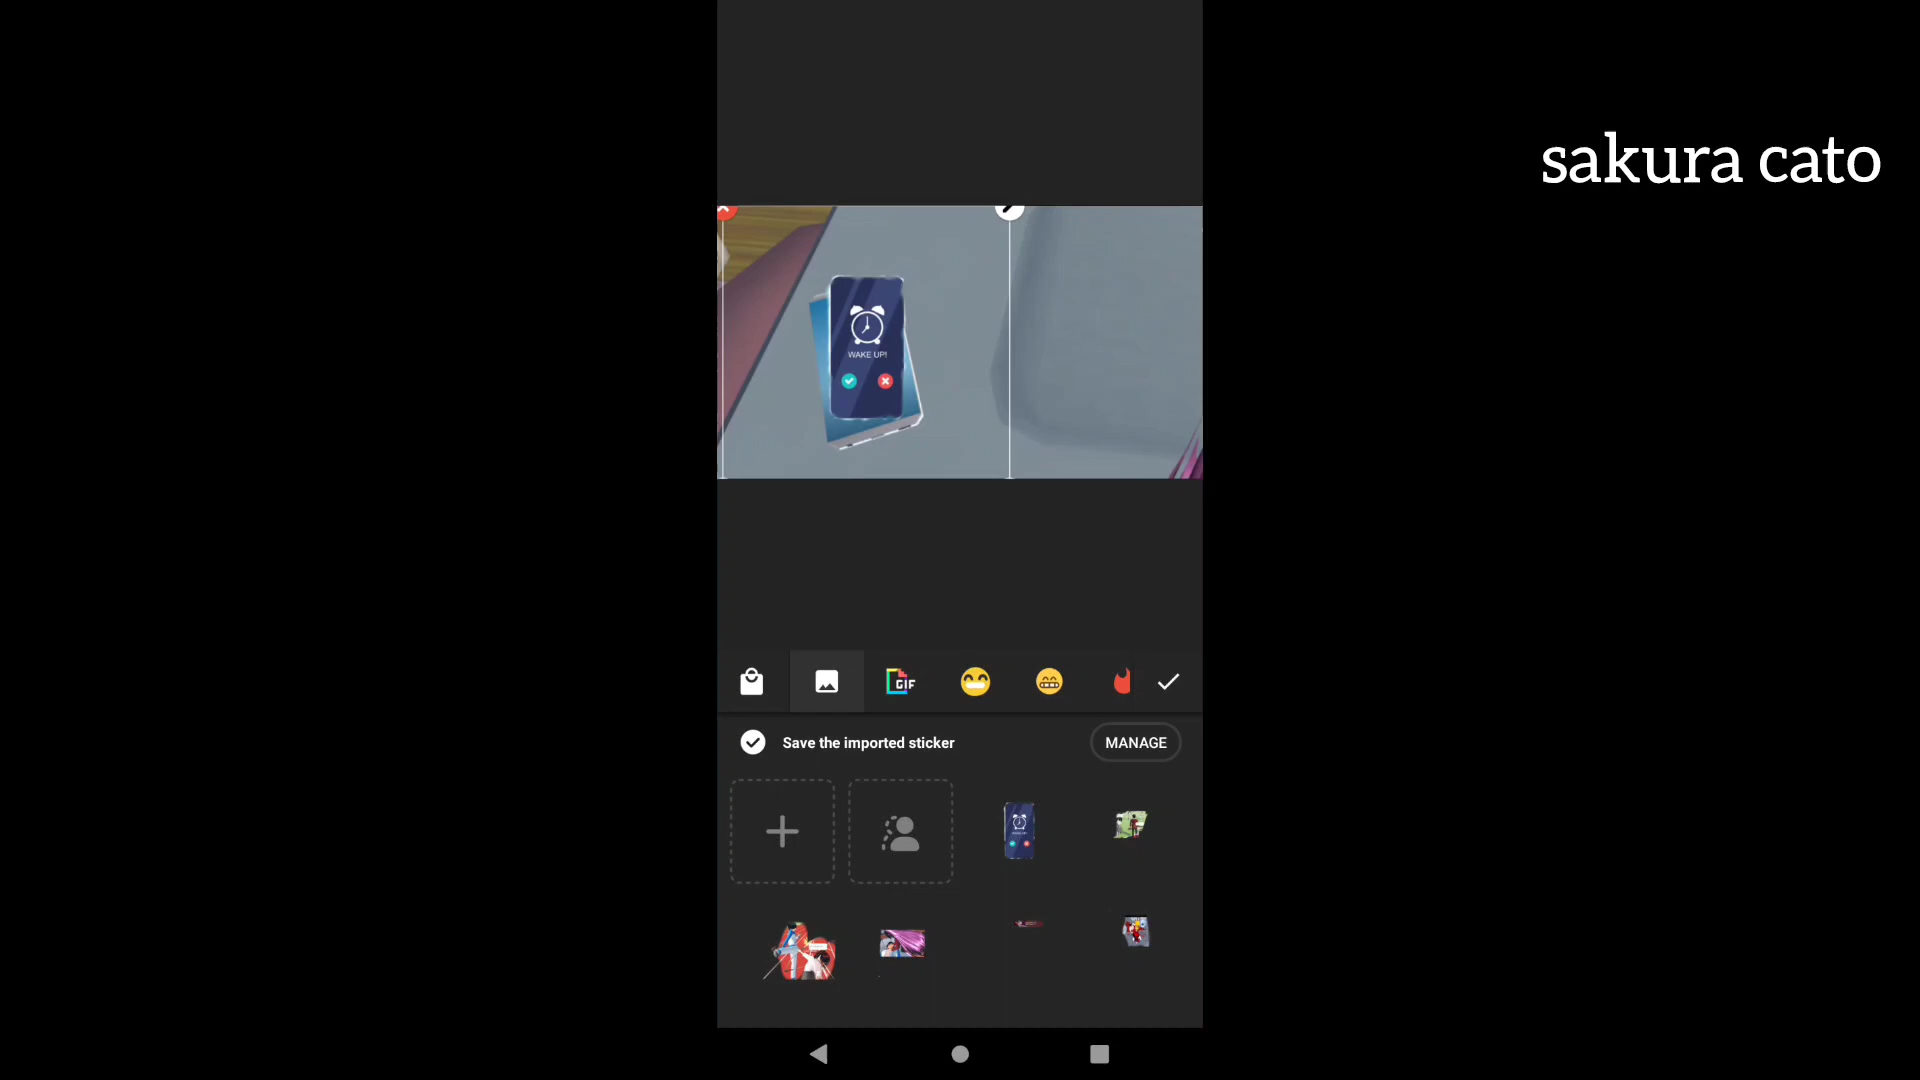 sakura cato
WAKE UP!
GIF
Save the imported sticker
MANAGE